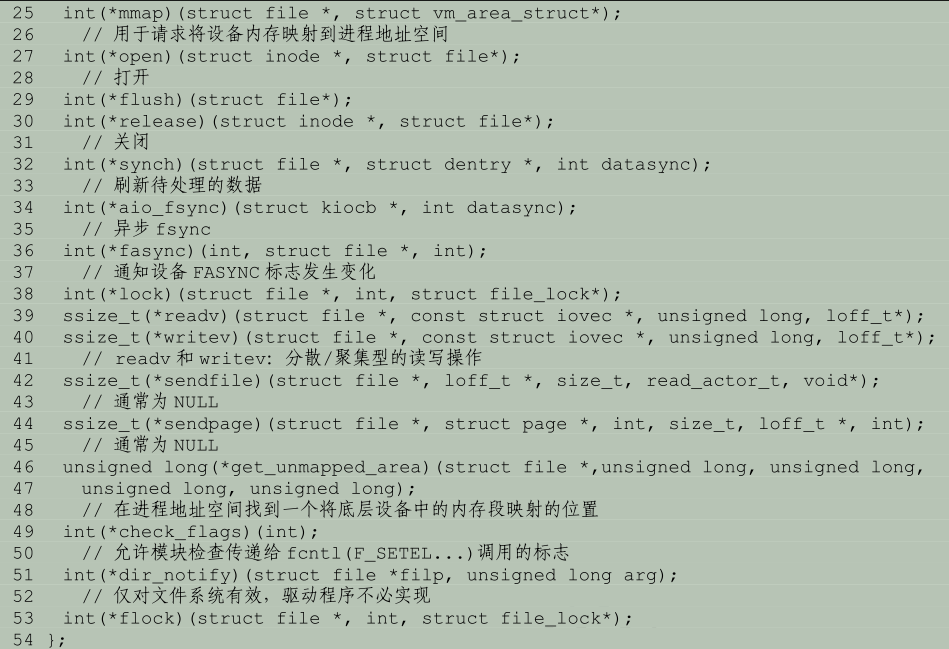 25 int(*mmap)(struct file *, struct vm_area_struct*);
26 // 用于请求将设备内存映射到进程地址空间
27 int(*open)(struct inode *, struct file*);
28 // 打开
29 int(*flush)(struct file*);
30 int(*release)(struct inode *, struct file*);
31 // 关闭
32 int(*synch)(struct file *, struct dentry *, int datasync);
33 // 刷新待处理的数据
34 int(*aio_fsync)(struct kiocb *, int datasync);
35 // 异步 fsync
36 int(*fasync)(int, struct file *, int);
37 // 通知设备 FASYNC 标志发生变化
38 int(*lock)(struct file *, int, struct file_lock*);
39 ssize_t(*readv)(struct file *, const struct iovec *, unsigned long, loff_t*);
40 ssize_t(*writev)(struct file *, const struct iovec *, unsigned long, loff_t*);
41 // readv 和 writev: 分散/聚集型的读写操作
42 ssize_t(*sendfile)(struct file *, loff_t *, size_t, read_actor_t, void*);
43 // 通常为 NULL
44 ssize_t(*sendpage)(struct file *, struct page *, int, size_t, loff_t *, int);
45 // 通常为 NULL
46 unsigned long(*get_unmapped_area)(struct file *,unsigned long, unsigned long,
47 unsigned long, unsigned long);
48 // 在进程地址空间找到一个将底层设备中的内存段映射的位置
49 int(*check_flags)(int);
50 // 允许模块检查传递给 fcntl(F_SETEL...)调用的标志
51 int(*dir_notify)(struct file *filp, unsigned long arg);
52 // 仅对文件系统有效，驱动程序不必实现
53 int(*flock)(struct file *, int, struct file_lock*);
54 };